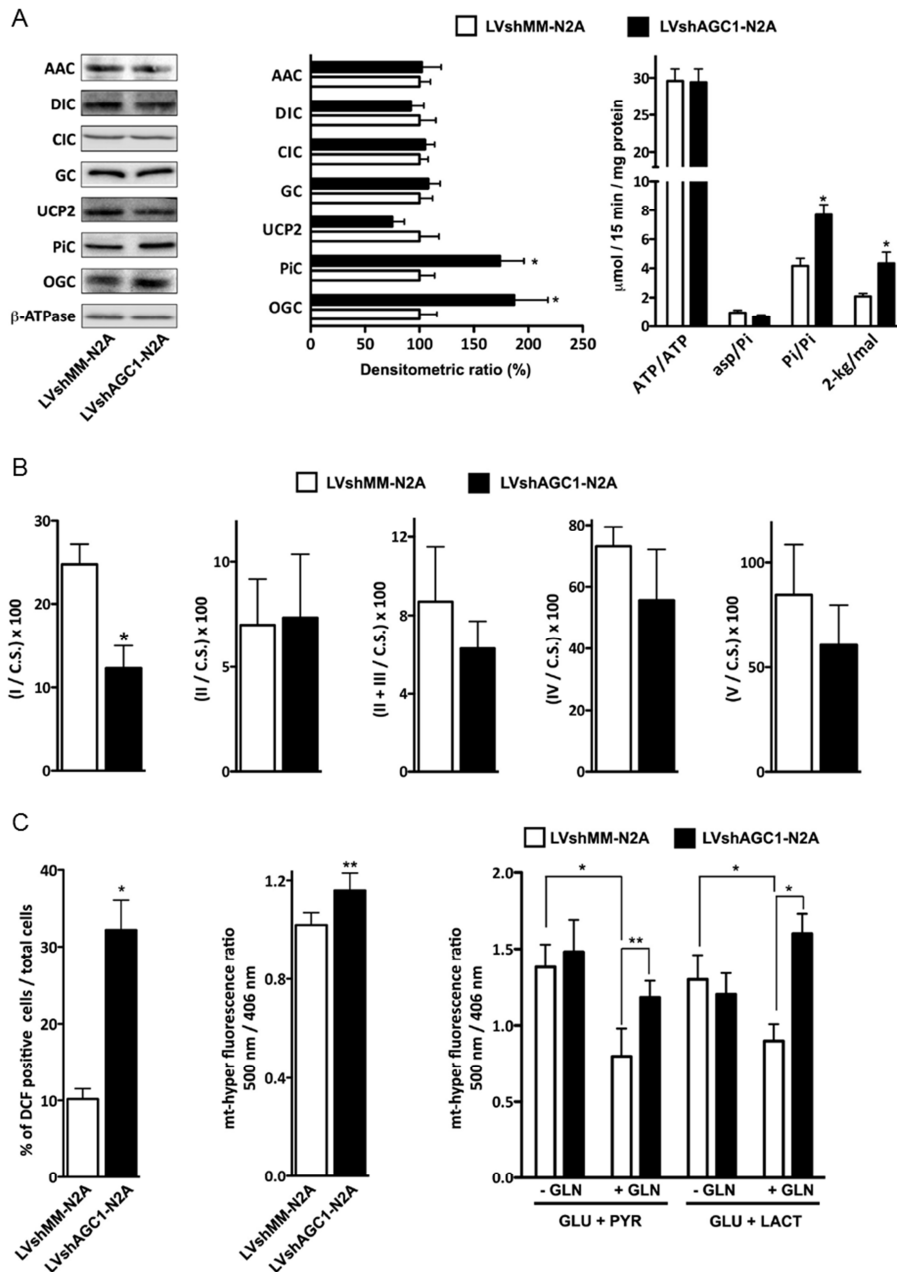 A
LVshMM-N2A
LVshAGC1-N2A
AAC
DIC
CIC
GC
UCP2
PiC
OGC
β-ATPase
LVshMM-N2A
LVshAGC1-N2A
AAC
DIC
CIC
GC
UCP2
PiC
*
OGC
*
0 50 100 150 200 250
Densitometric ratio (%)
μmol / 15 min / mg protein
30
25
8
6
4
2
0
*
*
ATP/ATP
asp/Pi
Pi/Pi
2-kg/mal
B
LVshMM-N2A
LVshAGC1-N2A
(I / C.S.) x 100
30
20
10
0
*
(II / C.S.) x 100
10
5
0
(II + III / C.S.) x 100
12
8
4
0
(IV / C.S.) x 100
80
60
40
20
0
(V / C.S.) x 100
100
50
0
C
LVshMM-N2A
LVshAGC1-N2A
% of DCF positive cells / total cells
40
30
20
10
0
*
LVshMM-N2A
LVshAGC1-N2A
mt-hyper fluorescence ratio
500 nm / 406 nm
1.2
0.8
0.4
0.0
**
LVshMM-N2A
LVshAGC1-N2A
mt-hyper fluorescence ratio
500 nm / 406 nm
2.0
1.5
1.0
0.5
0.0
*
**
*
*
- GLN + GLN - GLN + GLN
GLU + PYR GLU + LACT